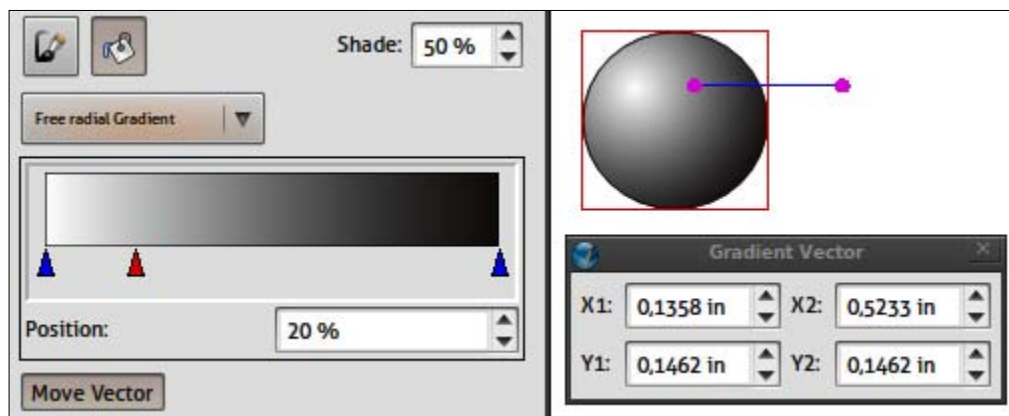 Shade: 50 %
Free radial Gradient
Position: 20 %
Move Vector
Gradient Vector
X1: 0,1358 in X2: 0,5233 in
Y1: 0,1462 in Y2: 0,1462 in